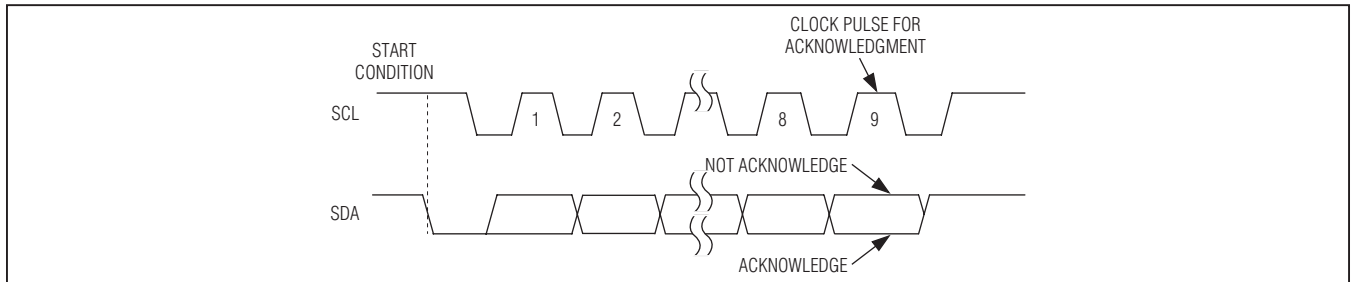 CLOCK PULSE FOR
ACKNOWLEDGMENT
START
CONDITION
SCL
1
2
8
9
NOT ACKNOWLEDGE
SDA
ACKNOWLEDGE